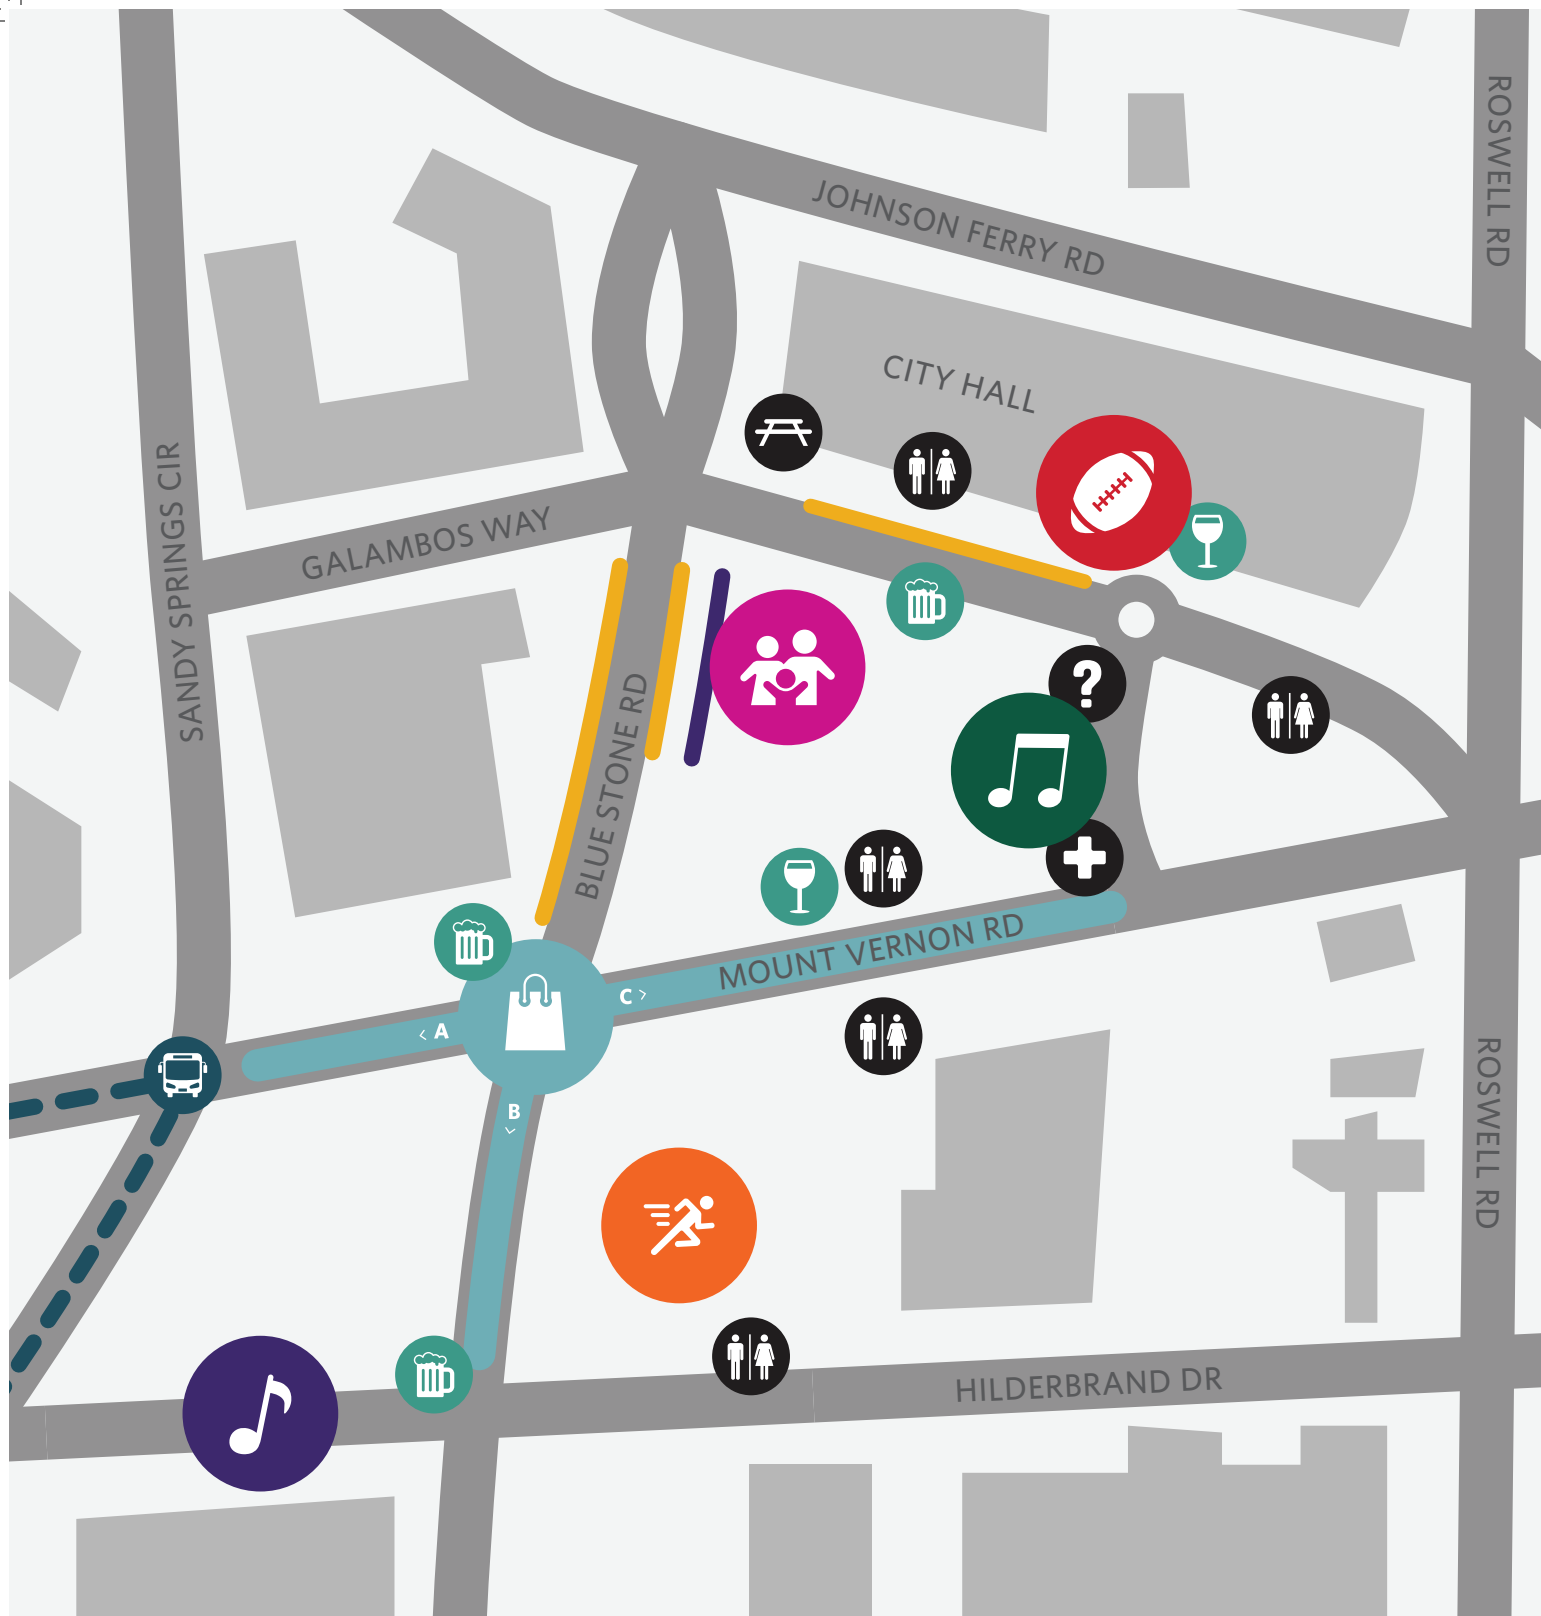 ROSWELL RD
JOHNSON FERRY RD
CITY HALL
SANDY SPRINGS CIR
GALAMBOS WAY
?
BLUE STONE RD
MOUNT VERNON RD
C >
< A
B
ROSWELL RD
HILDERBRAND DR